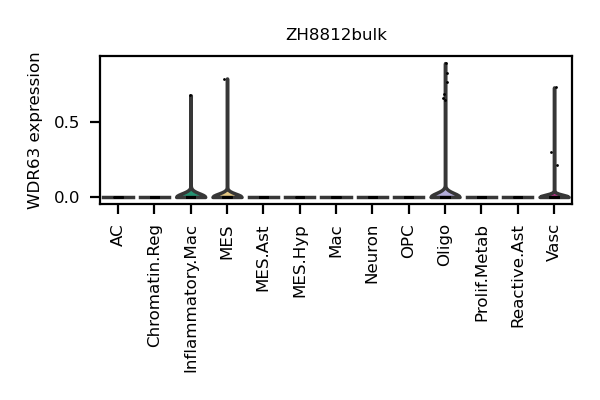 ZH8812bulk
WDR63 expression
0.5
0.0
AC
Chromatin.Reg
Inflammatory.Mac
MES
MES.Ast
MES.Hyp
Mac
Neuron
OPC
Oligo
Prolif.Metab
Reactive.Ast
Vasc